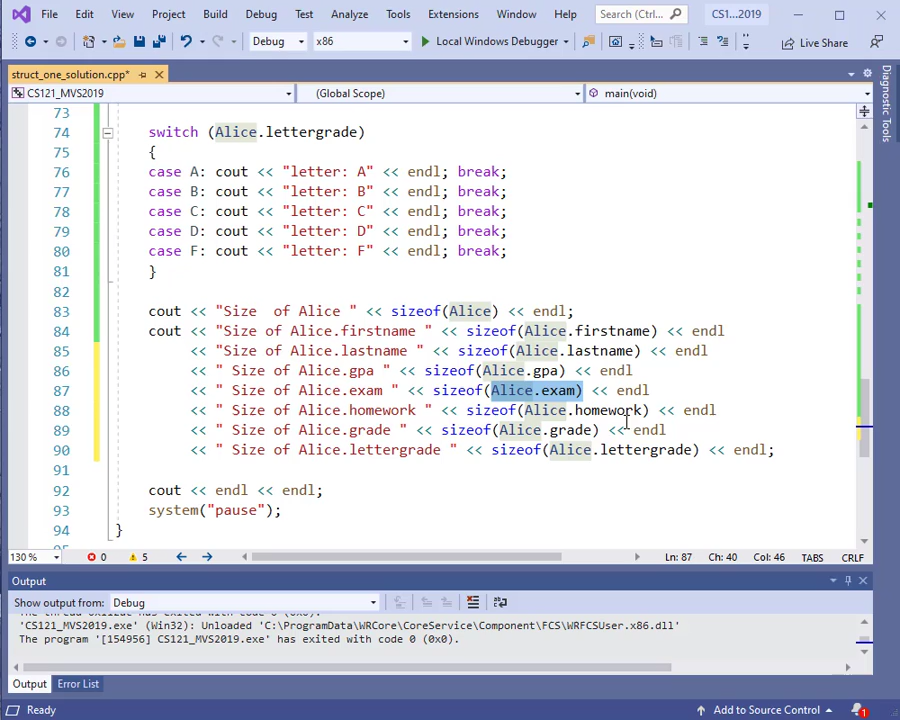 File Edit View Project Build Debug Test Analyze Tools Extensions Window Help Search (Ctrl... CS1...2019
Debug x86 Local Windows Debugger Live Share
struct_one_solution.cpp*
CS121_MVS2019 (Global Scope) main(void)
Diagnostic Tools
73
74 switch (Alice.lettergrade)
75 {
76 case A: cout << "letter: A" << endl; break;
77 case B: cout << "letter: B" << endl; break;
78 case C: cout << "letter: C" << endl; break;
79 case D: cout << "letter: D" << endl; break;
80 case F: cout << "letter: F" << endl; break;
81 }
82
83 cout << "Size  of Alice " << sizeof(Alice) << endl;
84 cout << "Size of Alice.firstname " << sizeof(Alice.firstname) << endl
85 << "Size of Alice.lastname " << sizeof(Alice.lastname) << endl
86 << " Size of Alice.gpa " << sizeof(Alice.gpa) << endl
87 << " Size of Alice.exam " << sizeof(Alice.exam) << endl
88 << " Size of Alice.homework " << sizeof(Alice.homework) << endl
89 << " Size of Alice.grade " << sizeof(Alice.grade) << endl
90 << " Size of Alice.lettergrade " << sizeof(Alice.lettergrade) << endl;
91
92 cout << endl << endl;
93 system("pause");
94 }
130 % 0 5 Ln: 87 Ch: 40 Col: 46 TABS CRLF
Output
Show output from: Debug
'CS121_MVS2019.exe' (Win32): Unloaded 'C:\ProgramData\WRCore\CoreService\Component\FCS\WRFCSUser.x86.dll'
The program '[154956] CS121_MVS2019.exe' has exited with code 0 (0x0).
Output Error List
Ready Add to Source Control 1